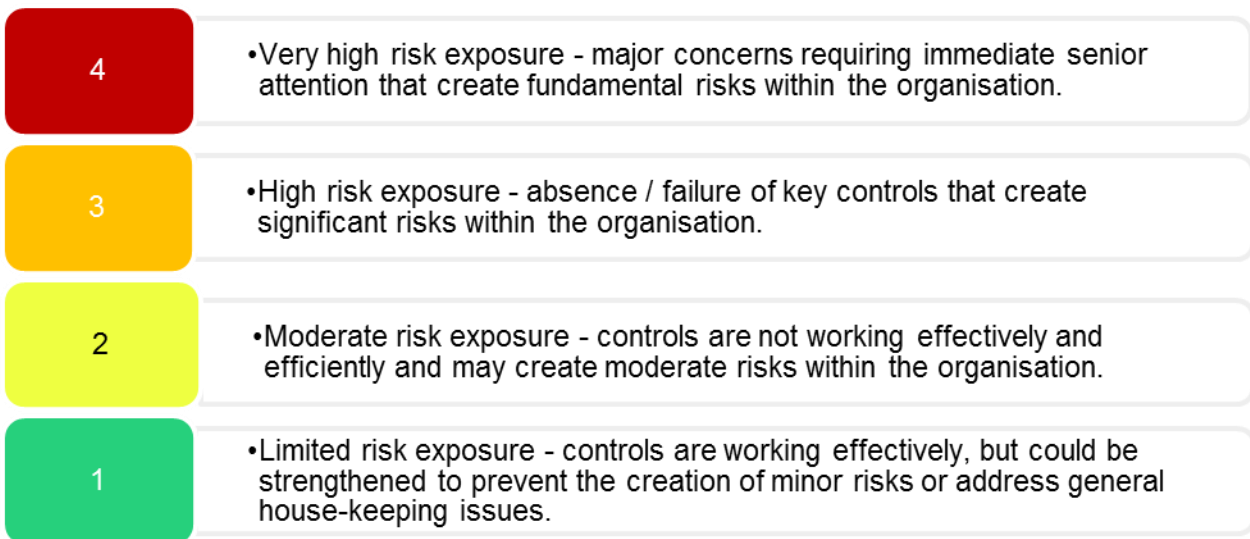 4
•Very high risk exposure - major concerns requiring immediate senior
attention that create fundamental risks within the organisation.
3
•High risk exposure - absence / failure of key controls that create
significant risks within the organisation.
2
•Moderate risk exposure - controls are not working effectively and
efficiently and may create moderate risks within the organisation.
1
•Limited risk exposure - controls are working effectively, but could be
strengthened to prevent the creation of minor risks or address general
house-keeping issues.